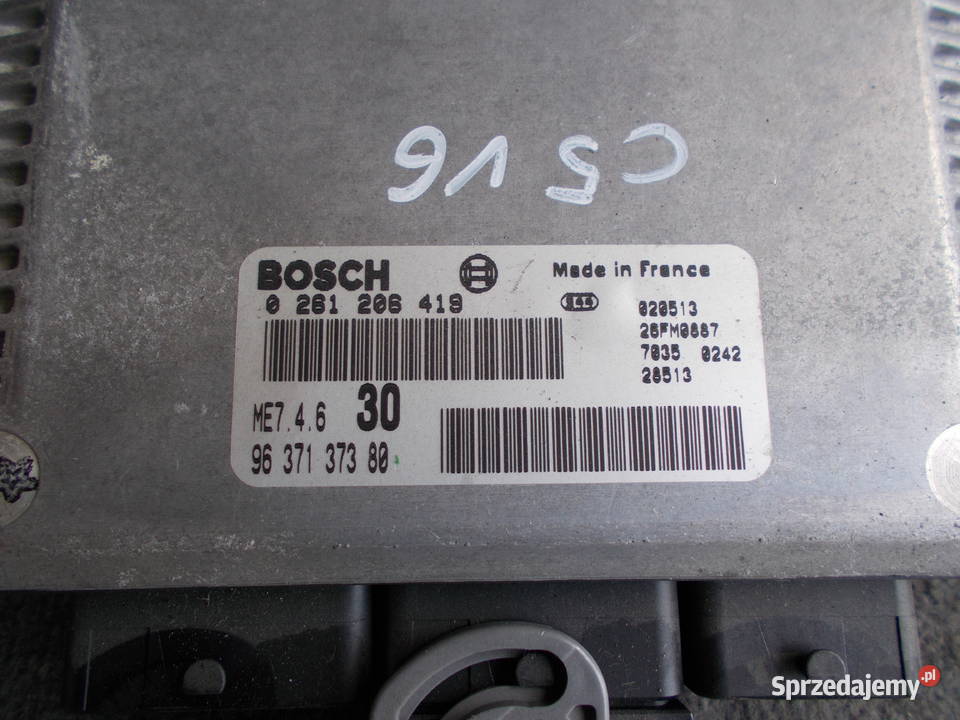 C5 V6
BOSCH
Made in France
0 261 206 419
144
020513
26FM0687
7035 0242
28513
ME7.4.6 30
96 371 373 80
Sprzedajemy.pl